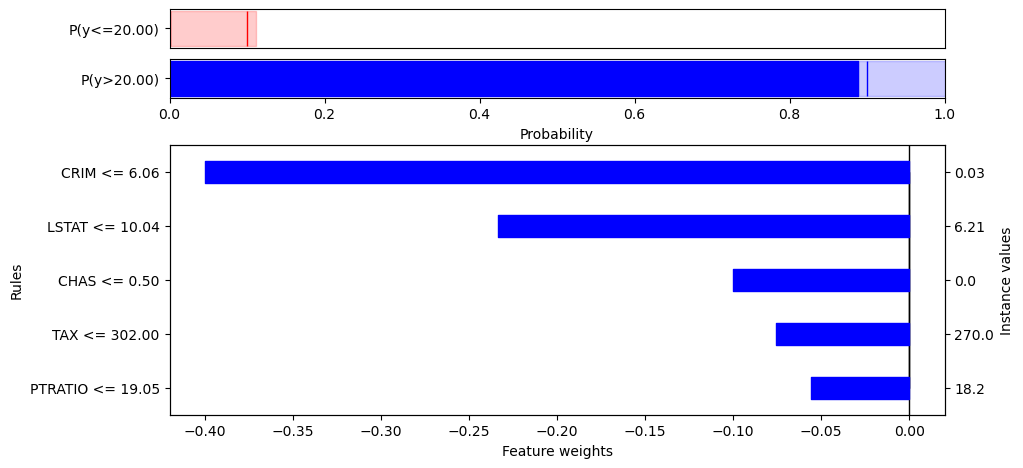 P(y<=20.00)
P(y>20.00)
0.0 0.2 0.4 0.6 0.8 1.0
Probability
CRIM <= 6.06 0.03
LSTAT <= 10.04 6.21
CHAS <= 0.50 0.0
TAX <= 302.00 270.0
PTRATIO <= 19.05 18.2
Rules
Instance values
−0.40 −0.35 −0.30 −0.25 −0.20 −0.15 −0.10 −0.05 0.00
Feature weights